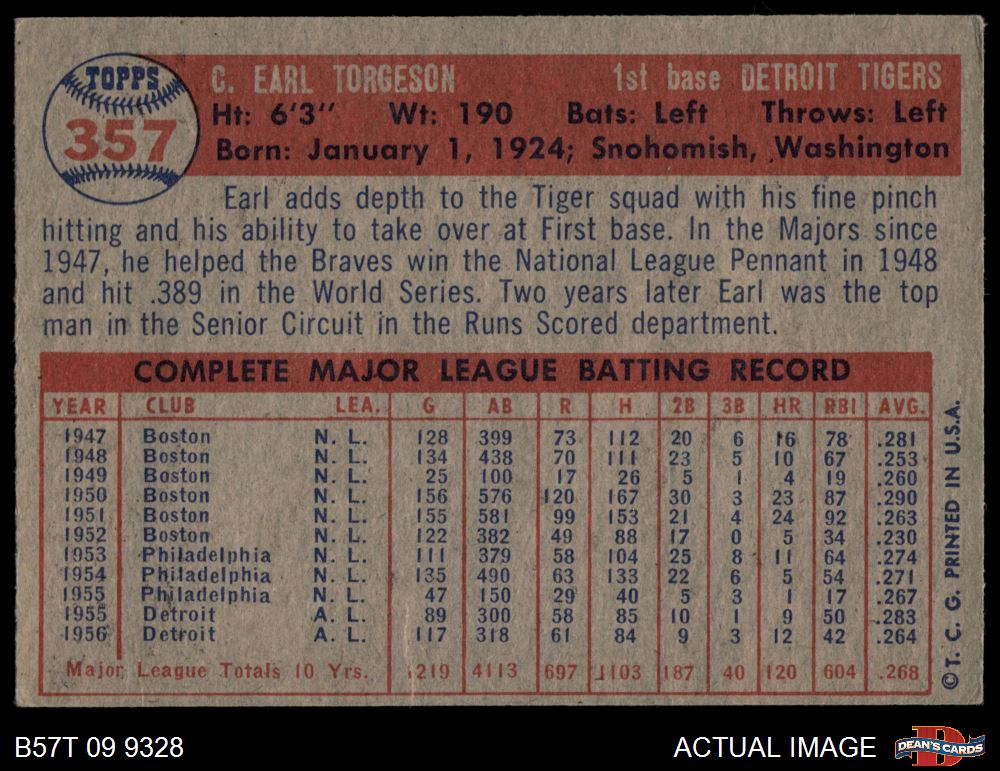 TOPPS
357
C. EARL TORGESON 1st base DETROIT TIGERS
Ht: 6'3" Wt: 190 Bats: Left Throws: Left
Born: January 1, 1924; Snohomish, Washington
Earl adds depth to the Tiger squad with his fine pinch
hitting and his ability to take over at First base. In the Majors since
1947, he helped the Braves win the National League Pennant in 1948
and hit .389 in the World Series. Two years later Earl was the top
man in the Senior Circuit in the Runs Scored department.
COMPLETE MAJOR LEAGUE BATTING RECORD
YEAR CLUB LEA. G AB R H 2B 3B HR RBI AVG.
1947 Boston N. L. 128 399 73 112 20 6 16 78 .281
1948 Boston N. L. 134 438 70 111 23 5 10 67 .253
1949 Boston N. L. 25 100 17 26 5 1 4 19 .260
1950 Boston N. L. 156 576 120 167 30 3 23 87 .290
1951 Boston N. L. 155 581 99 153 21 4 24 92 .263
1952 Boston N. L. 122 382 49 88 17 0 5 34 .230
1953 Philadelphia N. L. 111 379 58 104 25 8 11 64 .274
1954 Philadelphia N. L. 135 490 63 133 22 6 5 54 .271
1955 Philadelphia N. L. 47 150 29 40 5 3 1 17 .267
1955 Detroit A. L. 89 300 58 85 10 1 9 50 .283
1956 Detroit A. L. 117 318 61 84 9 3 12 42 .264
Major League Totals 10 Yrs. 1219 4113 697 1103 187 40 120 604 .268
©T. C. G. PRINTED IN U.S.A.
B57T 09 9328 ACTUAL IMAGE DEAN'S CARDS